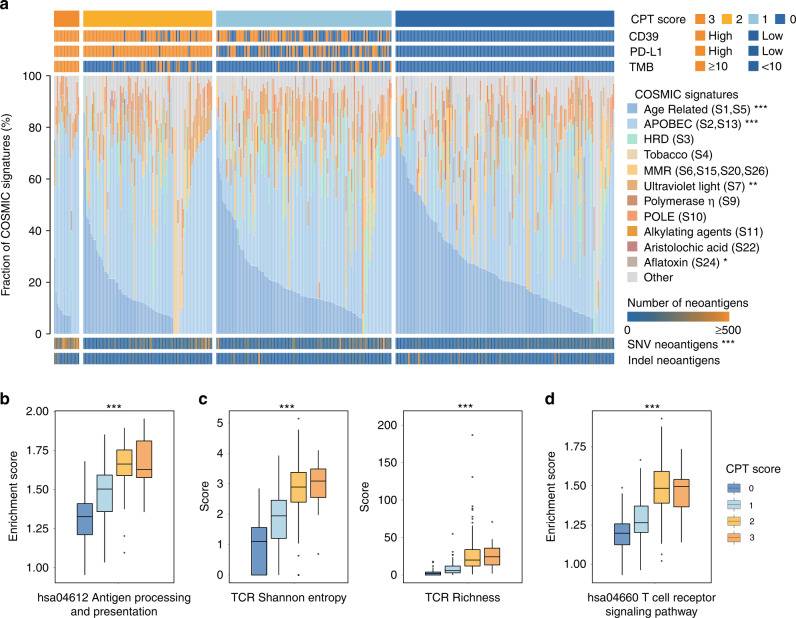 a
CPT score 3 2 1 0
CD39 High Low
PD-L1 High Low
TMB ≥10 <10
Fraction of COSMIC signatures (%)
100
80
60
40
20
0
COSMIC signatures
Age Related (S1,S5) ***
APOBEC (S2,S13) ***
HRD (S3)
Tobacco (S4)
MMR (S6,S15,S20,S26)
Ultraviolet light (S7) **
Polymerase η (S9)
POLE (S10)
Alkylating agents (S11)
Aristolochic acid (S22)
Aflatoxin (S24) *
Other
Number of neoantigens
0 ≥500
SNV neoantigens ***
Indel neoantigens
b
***
Enrichment score
2.00
1.75
1.50
1.25
1.00
hsa04612 Antigen processing
and presentation
c
***
Score
5
4
3
2
1
0
TCR Shannon entropy
***
Score
200
150
100
50
0
TCR Richness
d
***
Enrichment score
1.75
1.50
1.25
1.00
hsa04660 T cell receptor
signaling pathway
CPT score
0
1
2
3